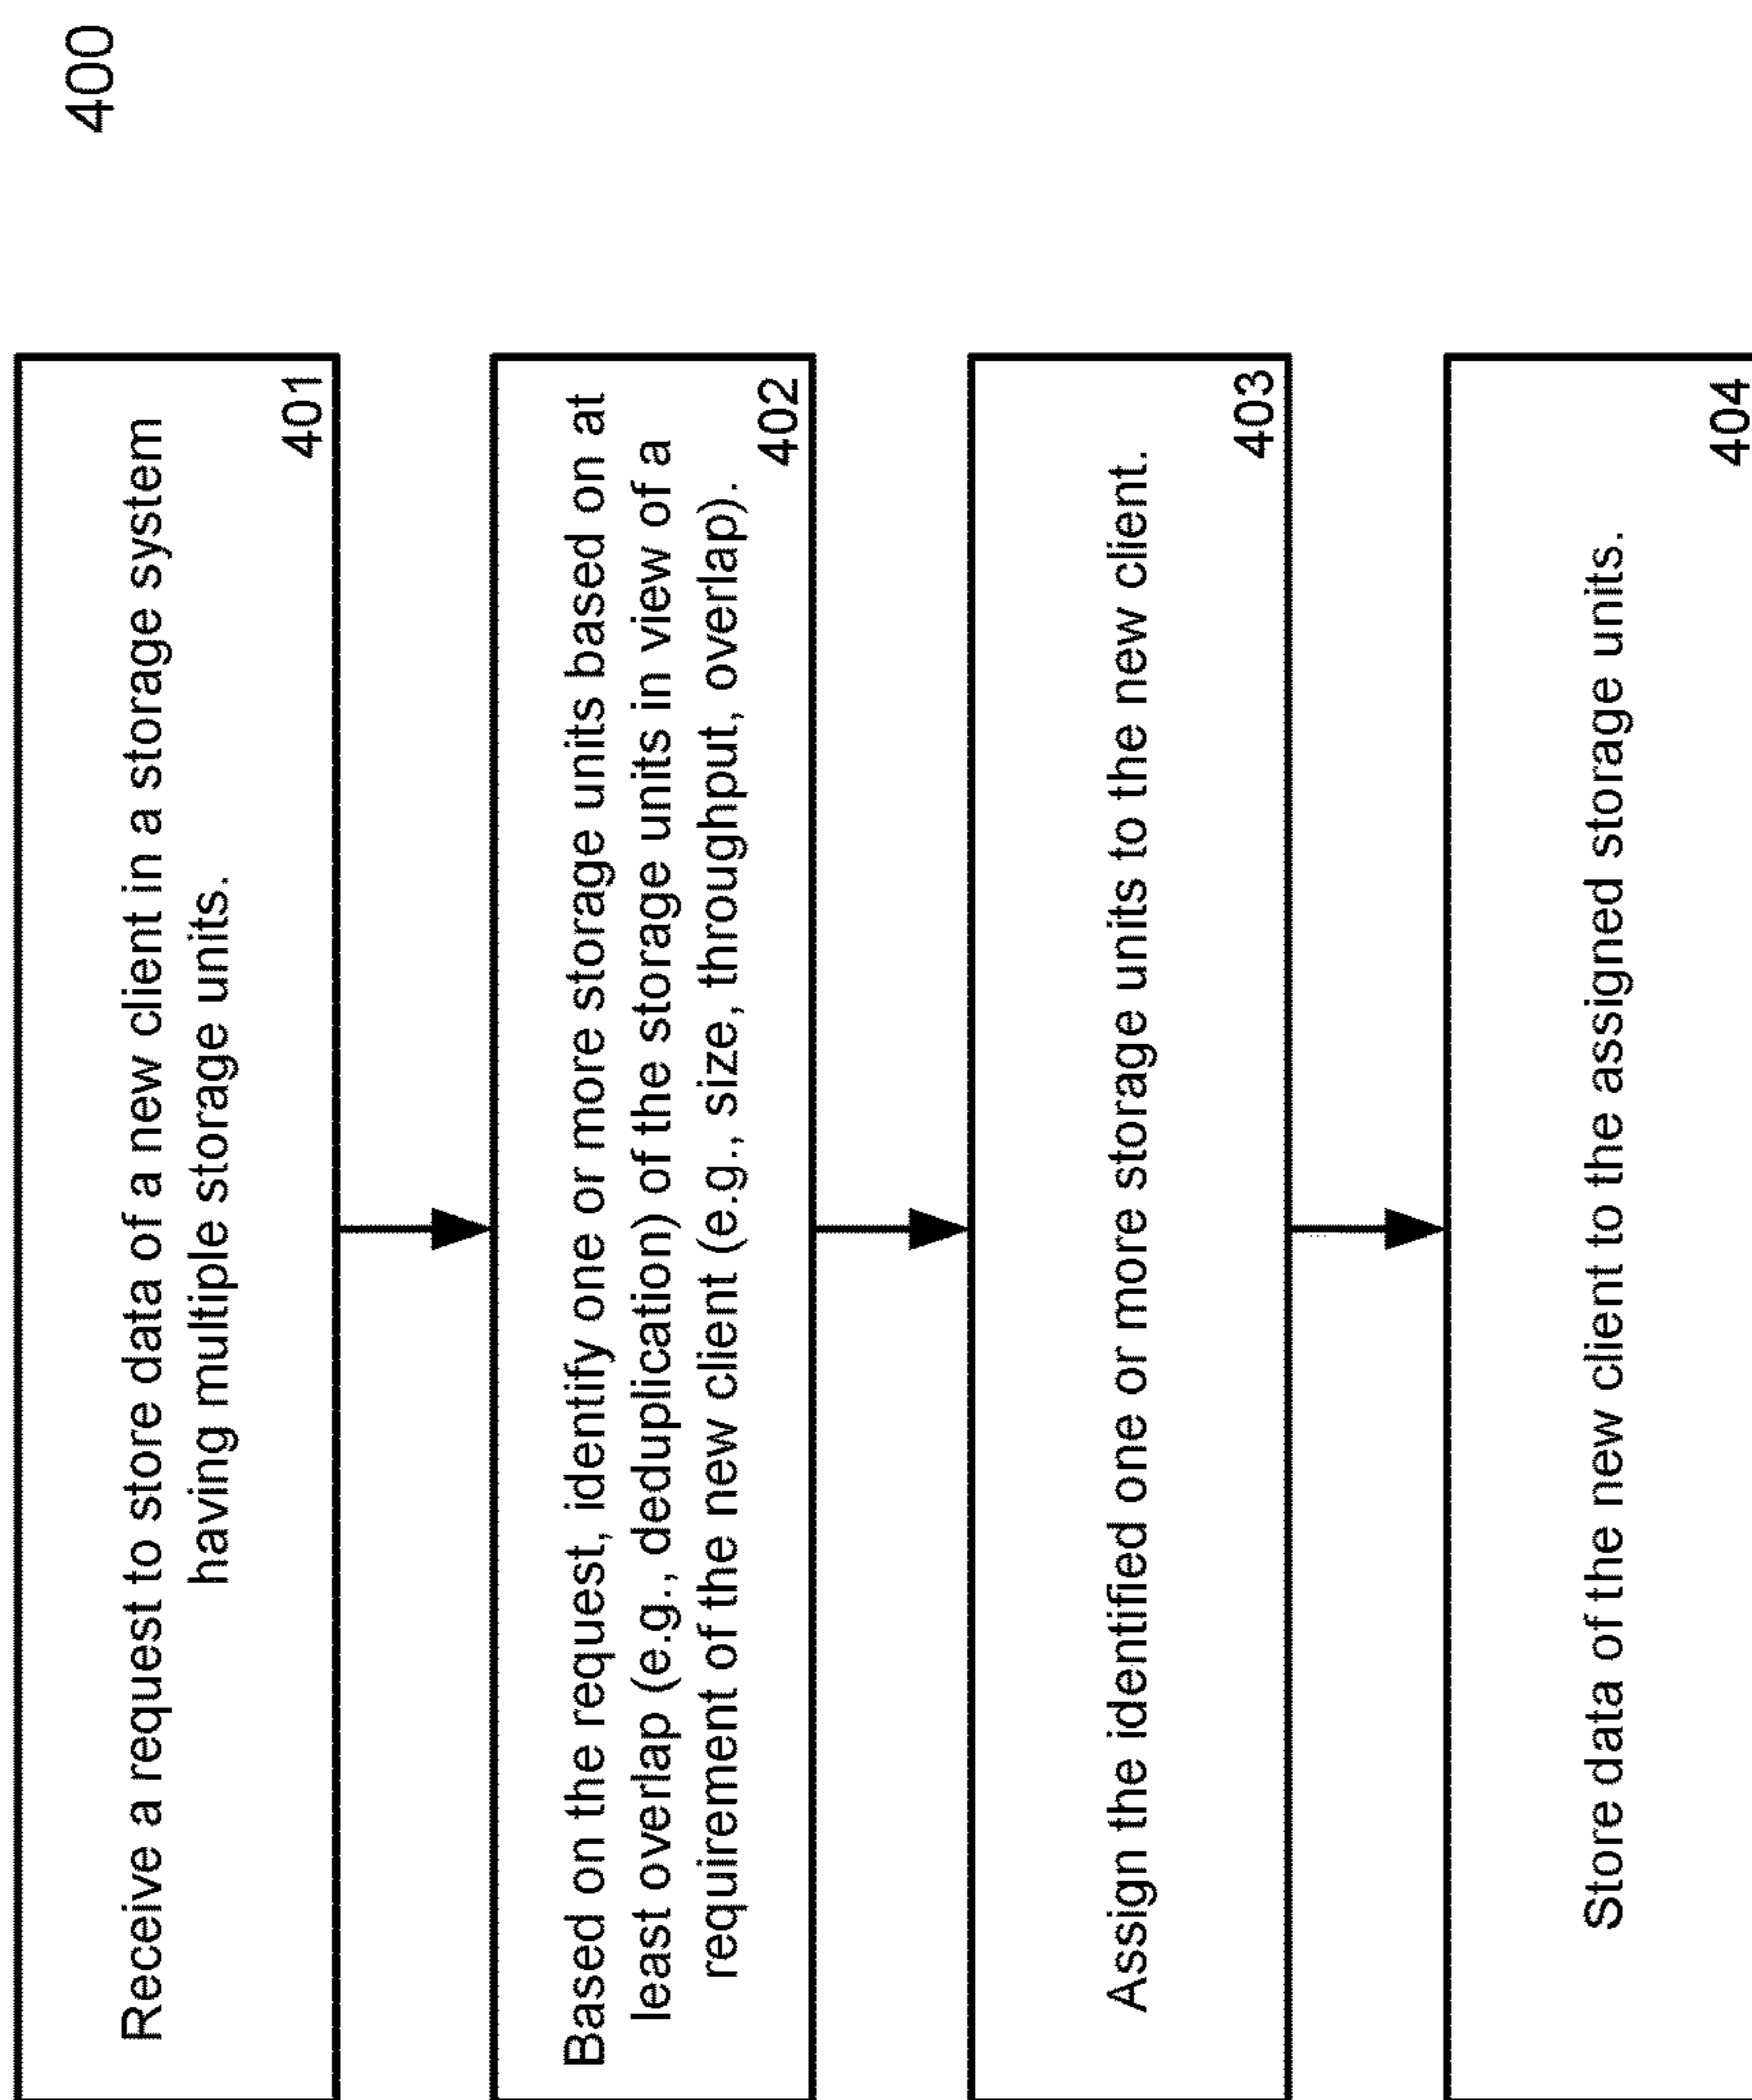 400
Receive a request to store data of a new client in a storage system
having multiple storage units.
401
Based on the request, identify one or more storage units based on at
least overlap (e.g., deduplication) of the storage units in view of a
requirement of the new client (e.g., size, throughput, overlap).
402
Assign the identified one or more storage units to the new client.
403
Store data of the new client to the assigned storage units.
404